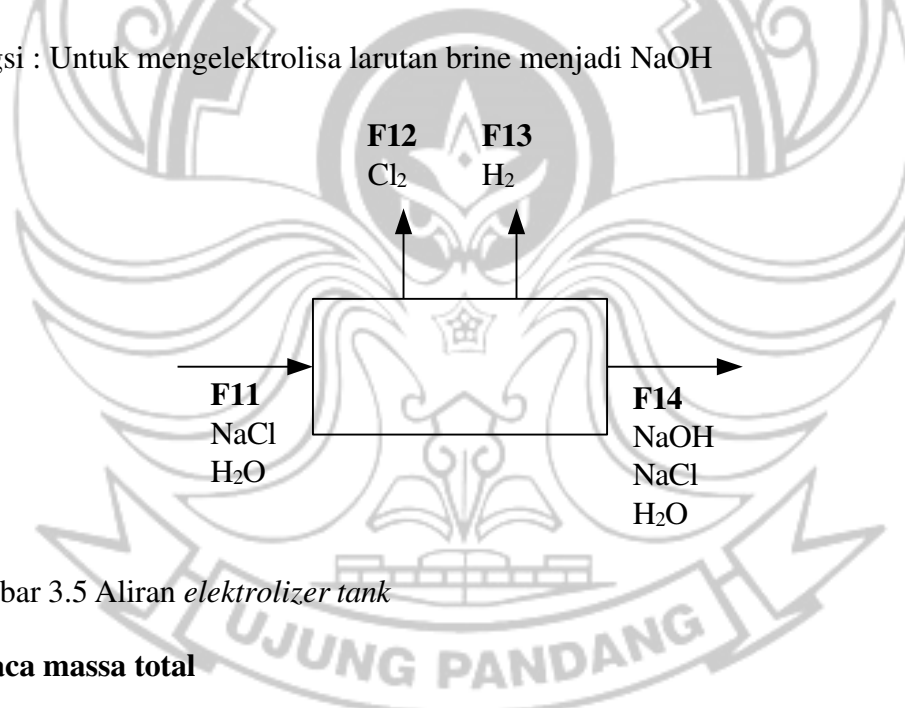 gsi : Untuk mengelektrolisa larutan brine menjadi NaOH
F12 F13
Cl₂ H₂
F11
NaCl
H₂O
F14
NaOH
NaCl
H₂O
bar 3.5 Aliran elektrolizer tank
UJUNG PANDANG
aca massa total